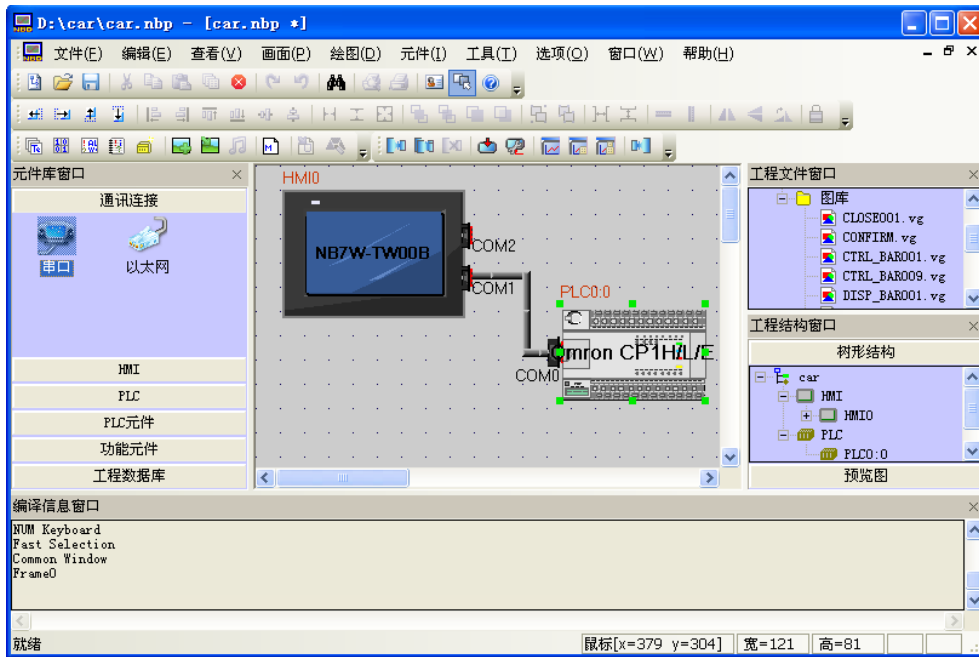 D:\car\car.nbp - [car.nbp *]
文件(F) 编辑(E) 查看(V) 画面(P) 绘图(D) 元件(I) 工具(T) 选项(O) 窗口(W) 帮助(H)
元件库窗口
通讯连接
串口 以太网
HMI
PLC
PLC元件
功能元件
工程数据库
HMI0
NB7W-TW00B
COM2
COM1
PLC0:0
Omron CP1H/L/E
COM0
工程文件窗口
图库
CLOSE001.vg
CONFIRM.vg
CTRL_BAR001.vg
CTRL_BAR009.vg
DISP_BAR001.vg
工程结构窗口
树形结构
car
HMI
HMI0
PLC
PLC0:0
预览图
编译信息窗口
NUM Keyboard
Fast Selection
Common Window
Frame0
就绪
鼠标[x=379 y=304] 宽=121 高=81